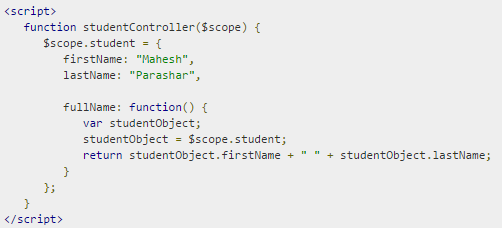 <script>
   function studentController($scope) {
      $scope.student = {
         firstName: "Mahesh",
         lastName: "Parashar",

         fullName: function() {
            var studentObject;
            studentObject = $scope.student;
            return studentObject.firstName + " " + studentObject.lastName;
         }
      };
   }
</script>